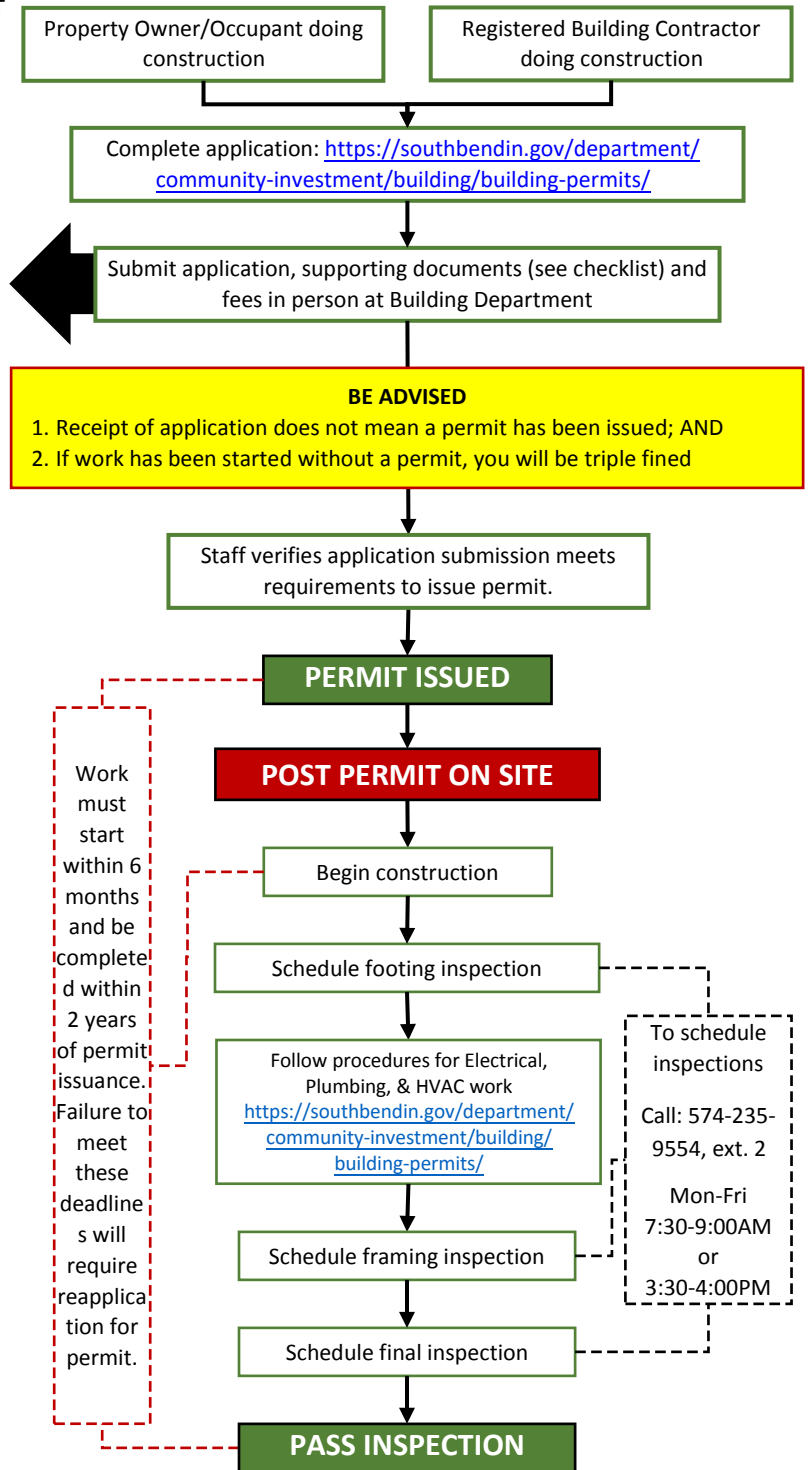 Property Owner/Occupant doing
construction
Registered Building Contractor
doing construction
Complete application: https://southbendin.gov/department/
community-investment/building/building-permits/
Submit application, supporting documents (see checklist) and
fees in person at Building Department
BE ADVISED
1. Receipt of application does not mean a permit has been issued; AND
2. If work has been started without a permit, you will be triple fined
Staff verifies application submission meets
requirements to issue permit.
PERMIT ISSUED
POST PERMIT ON SITE
Work
must
start
within 6
months
and be
complete
d within
2 years
of permit
issuance.
Failure to
meet
these
deadline
s will
require
reapplica
tion for
permit.
Begin construction
Schedule footing inspection
Follow procedures for Electrical,
Plumbing, & HVAC work
https://southbendin.gov/department/
community-investment/building/
building-permits/
To schedule
inspections
Call: 574-235-
9554, ext. 2
Mon-Fri
7:30-9:00AM
or
3:30-4:00PM
Schedule framing inspection
Schedule final inspection
PASS INSPECTION